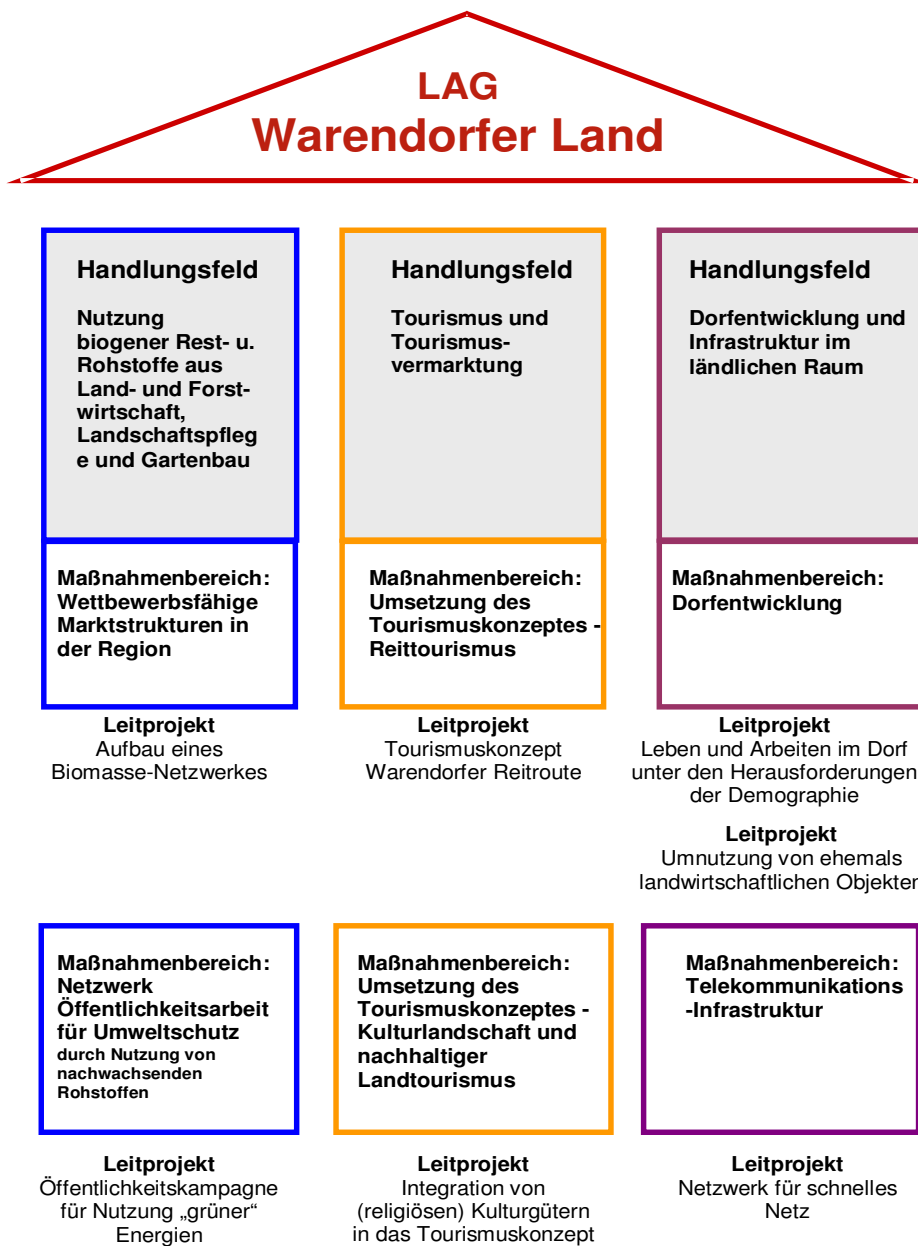 LAG
Warendorfer Land
Handlungsfeld
Nutzung
biogener Rest- u.
Rohstoffe aus
Land- und Forst-
wirtschaft,
Landschaftspfleg
e und Gartenbau
Maßnahmenbereich:
Wettbewerbsfähige
Marktstrukturen in
der Region
Leitprojekt
Aufbau eines
Biomasse-Netzwerkes
Handlungsfeld
Tourismus und
Tourismus-
vermarktung
Maßnahmenbereich:
Umsetzung des
Tourismuskonzeptes -
Reittourismus
Leitprojekt
Tourismuskonzept
Warendorfer Reitroute
Handlungsfeld
Dorfentwicklung und
Infrastruktur im
ländlichen Raum
Maßnahmenbereich:
Dorfentwicklung
Leitprojekt
Leben und Arbeiten im Dorf
unter den Herausforderungen
der Demographie
Leitprojekt
Umnutzung von ehemals
landwirtschaftlichen Objekten
Maßnahmenbereich:
Netzwerk
Öffentlichkeitsarbeit
für Umweltschutz
durch Nutzung von
nachwachsenden
Rohstoffen
Leitprojekt
Öffentlichkeitskampagne
für Nutzung „grüner“
Energien
Maßnahmenbereich:
Umsetzung des
Tourismuskonzeptes -
Kulturlandschaft und
nachhaltiger
Landtourismus
Leitprojekt
Integration von
(religiösen) Kulturgütern
in das Tourismuskonzept
Maßnahmenbereich:
Telekommunikations
-Infrastruktur
Leitprojekt
Netzwerk für schnelles
Netz